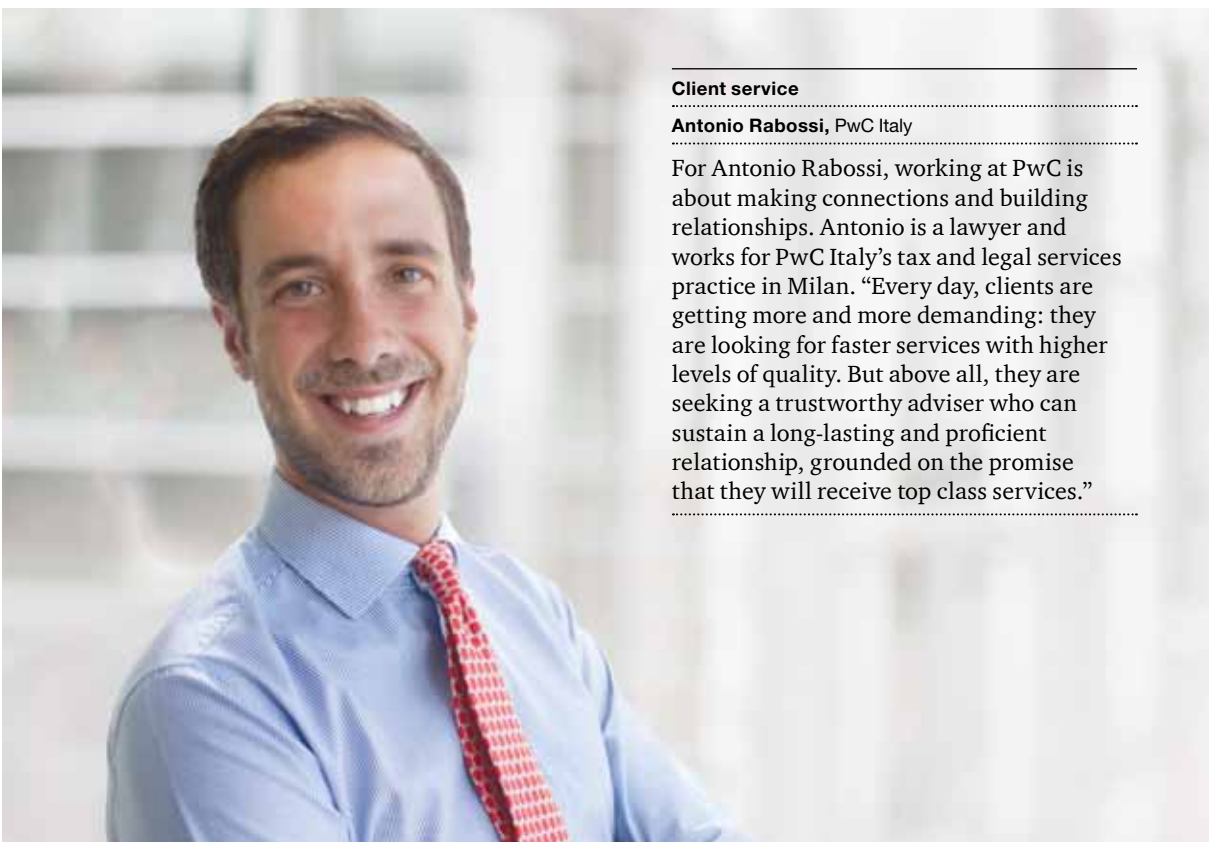 Client service
Antonio Rabossi, PwC Italy
For Antonio Rabossi, working at PwC is
about making connections and building
relationships. Antonio is a lawyer and
works for PwC Italy’s tax and legal services
practice in Milan. “Every day, clients are
getting more and more demanding: they
are looking for faster services with higher
levels of quality. But above all, they are
seeking a trustworthy adviser who can
sustain a long-lasting and proficient
relationship, grounded on the promise
that they will receive top class services.”